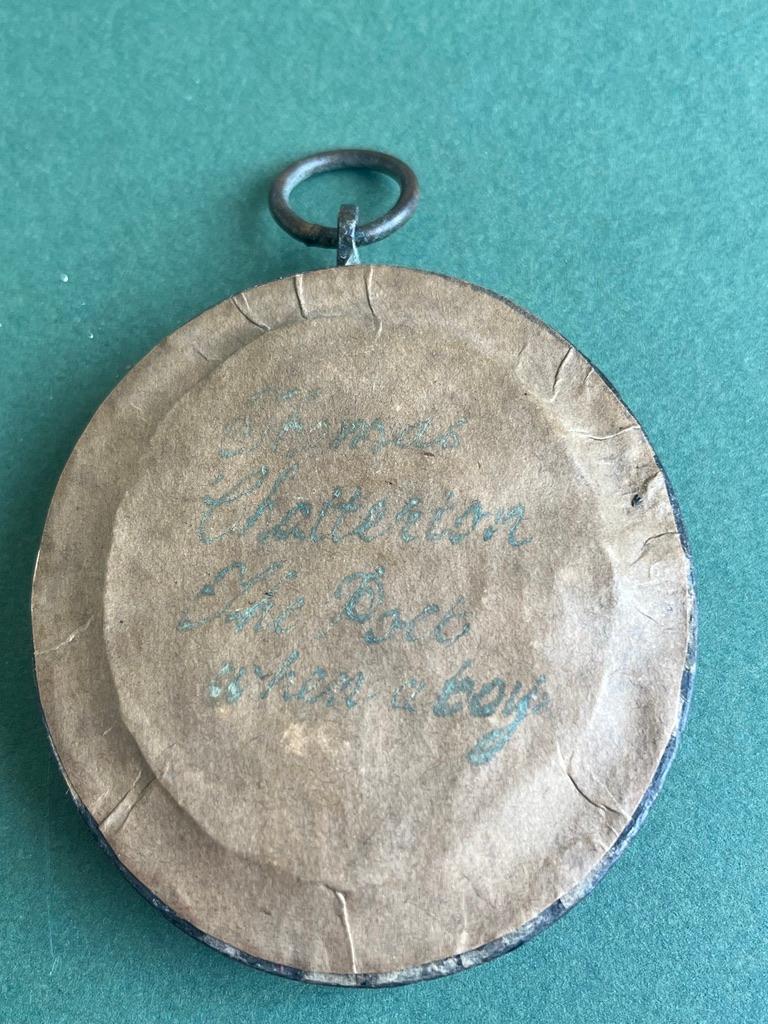 Thomas
Chatterton
The Poet
when a boy